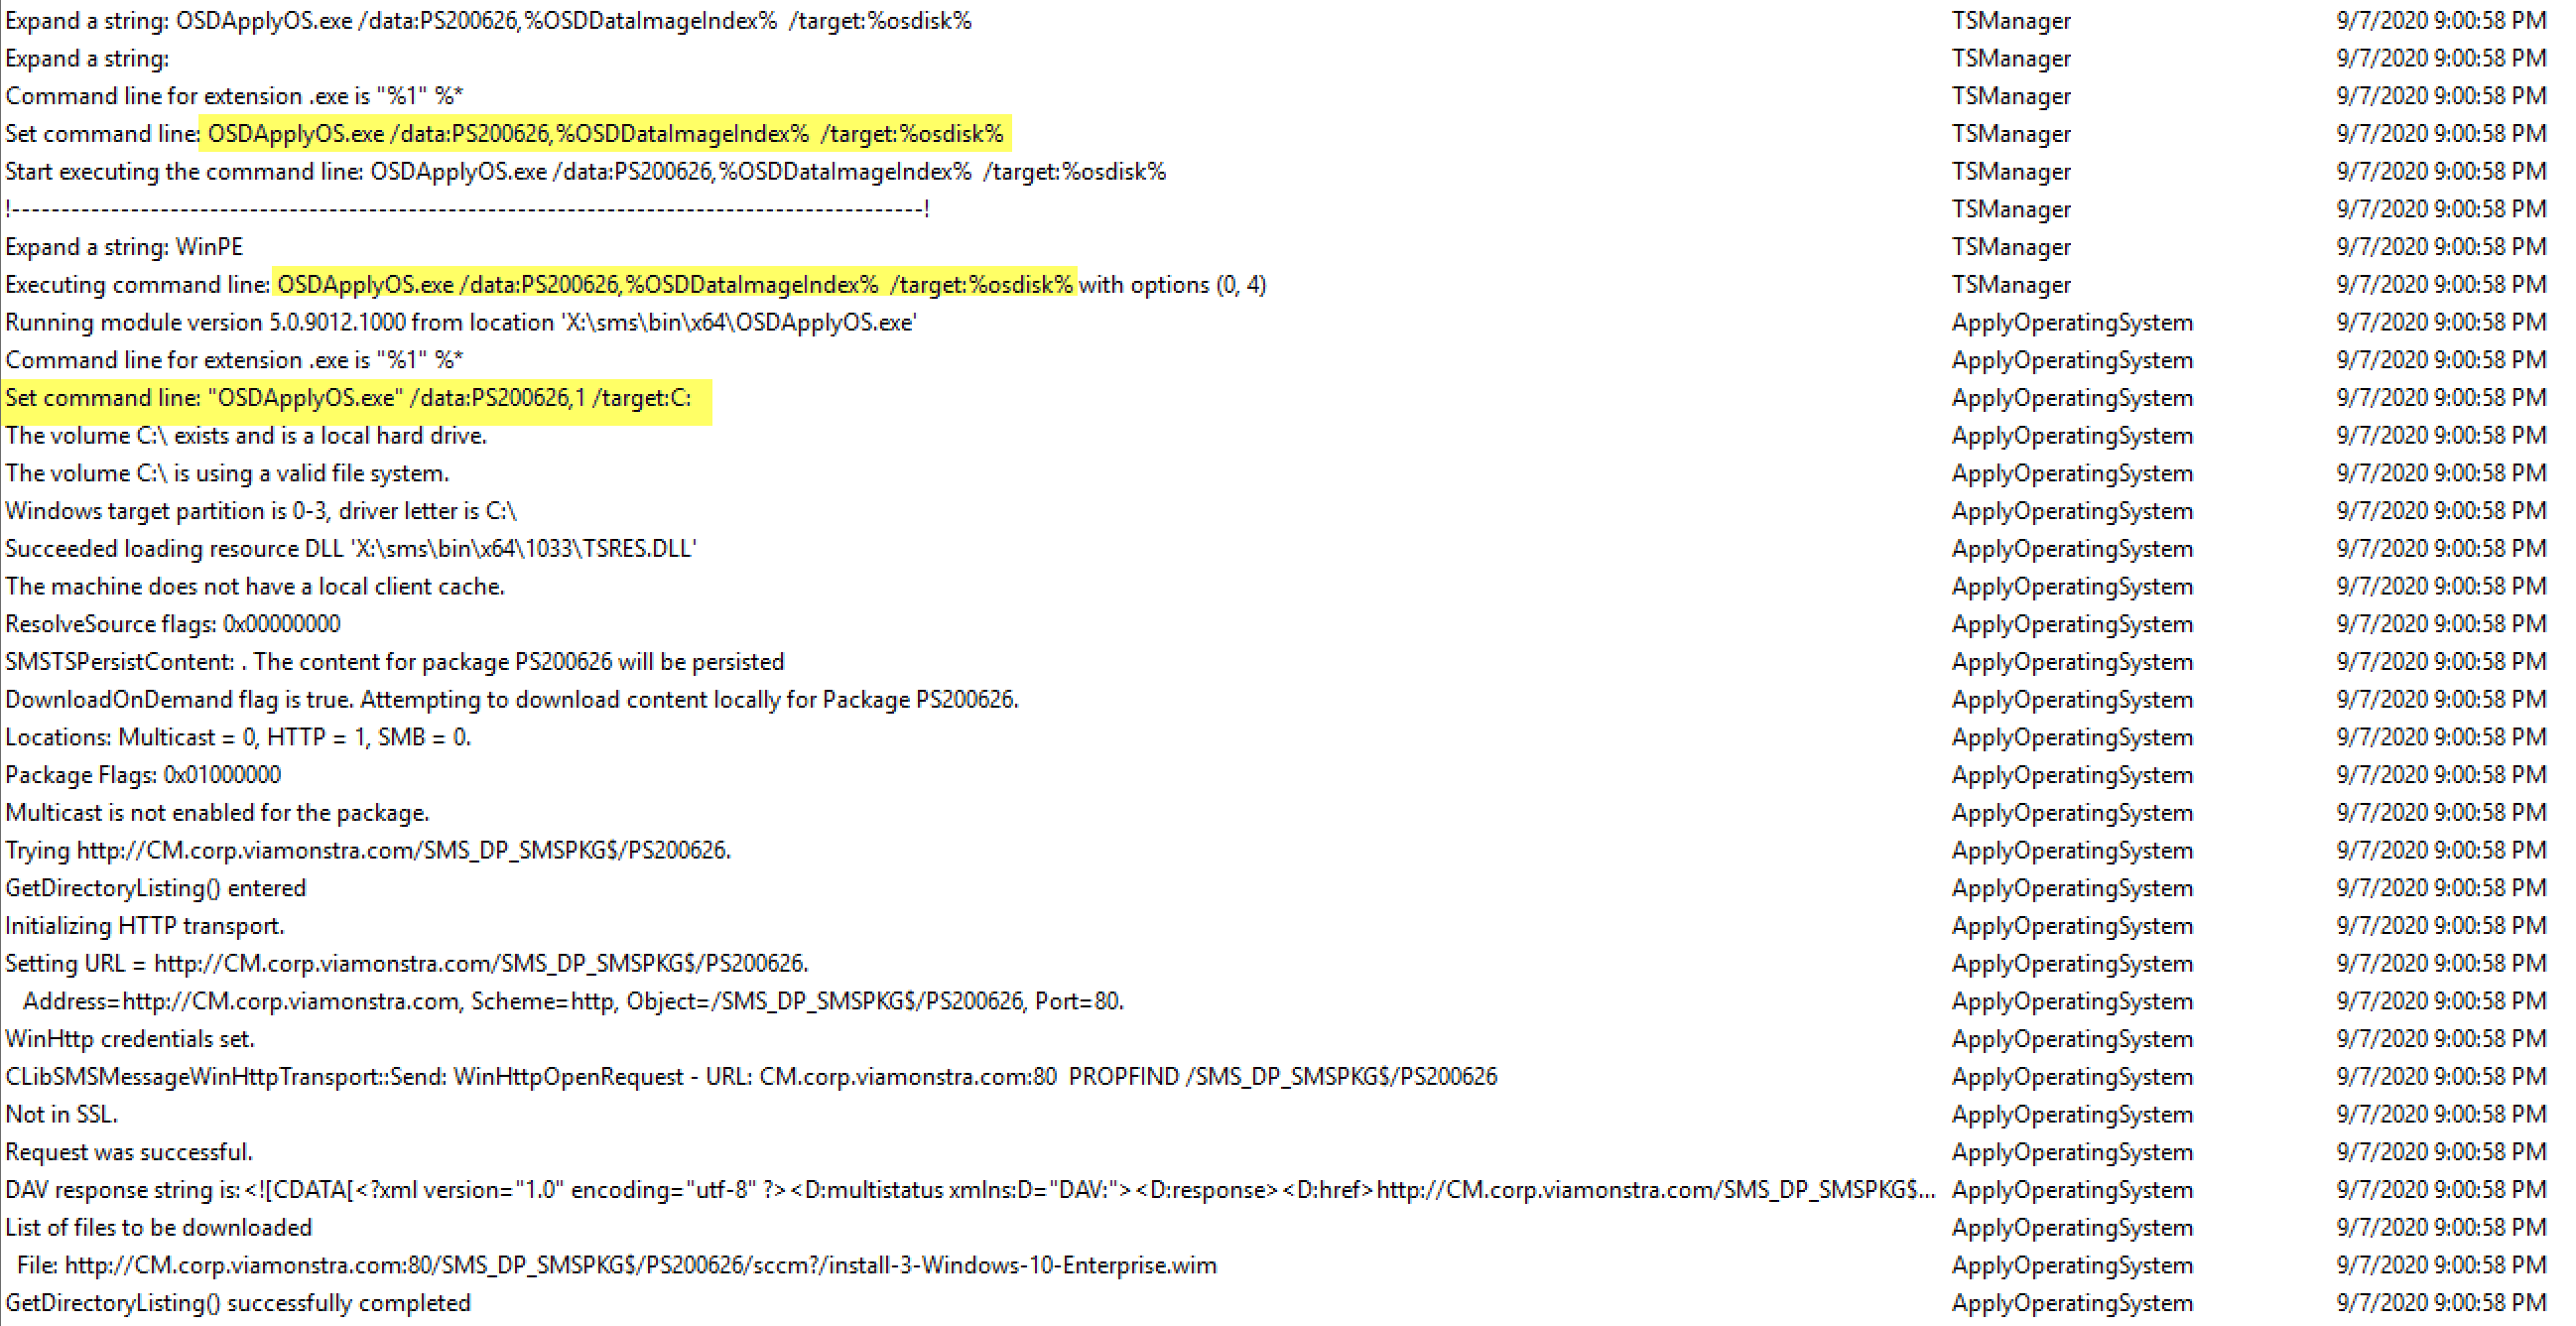 Expand a string: OSDApplyOS.exe /data:PS200626,%OSDDataImageIndex%  /target:%osdisk% TSManager 9/7/2020 9:00:58 PM
Expand a string: TSManager 9/7/2020 9:00:58 PM
Command line for extension .exe is "%1" %* TSManager 9/7/2020 9:00:58 PM
Set command line: OSDApplyOS.exe /data:PS200626,%OSDDataImageIndex%  /target:%osdisk% TSManager 9/7/2020 9:00:58 PM
Start executing the command line: OSDApplyOS.exe /data:PS200626,%OSDDataImageIndex%  /target:%osdisk% TSManager 9/7/2020 9:00:58 PM
!--------------------------------------------------------------------------------------------! TSManager 9/7/2020 9:00:58 PM
Expand a string: WinPE TSManager 9/7/2020 9:00:58 PM
Executing command line: OSDApplyOS.exe /data:PS200626,%OSDDataImageIndex%  /target:%osdisk% with options (0, 4) TSManager 9/7/2020 9:00:58 PM
Running module version 5.0.9012.1000 from location 'X:\sms\bin\x64\OSDApplyOS.exe' ApplyOperatingSystem 9/7/2020 9:00:58 PM
Command line for extension .exe is "%1" %* ApplyOperatingSystem 9/7/2020 9:00:58 PM
Set command line: "OSDApplyOS.exe" /data:PS200626,1 /target:C: ApplyOperatingSystem 9/7/2020 9:00:58 PM
The volume C:\ exists and is a local hard drive. ApplyOperatingSystem 9/7/2020 9:00:58 PM
The volume C:\ is using a valid file system. ApplyOperatingSystem 9/7/2020 9:00:58 PM
Windows target partition is 0-3, driver letter is C:\ ApplyOperatingSystem 9/7/2020 9:00:58 PM
Succeeded loading resource DLL 'X:\sms\bin\x64\1033\TSRES.DLL' ApplyOperatingSystem 9/7/2020 9:00:58 PM
The machine does not have a local client cache. ApplyOperatingSystem 9/7/2020 9:00:58 PM
ResolveSource flags: 0x00000000 ApplyOperatingSystem 9/7/2020 9:00:58 PM
SMSTSPersistContent: . The content for package PS200626 will be persisted ApplyOperatingSystem 9/7/2020 9:00:58 PM
DownloadOnDemand flag is true. Attempting to download content locally for Package PS200626. ApplyOperatingSystem 9/7/2020 9:00:58 PM
Locations: Multicast = 0, HTTP = 1, SMB = 0. ApplyOperatingSystem 9/7/2020 9:00:58 PM
Package Flags: 0x01000000 ApplyOperatingSystem 9/7/2020 9:00:58 PM
Multicast is not enabled for the package. ApplyOperatingSystem 9/7/2020 9:00:58 PM
Trying http://CM.corp.viamonstra.com/SMS_DP_SMSPKG$/PS200626. ApplyOperatingSystem 9/7/2020 9:00:58 PM
GetDirectoryListing() entered ApplyOperatingSystem 9/7/2020 9:00:58 PM
Initializing HTTP transport. ApplyOperatingSystem 9/7/2020 9:00:58 PM
Setting URL = http://CM.corp.viamonstra.com/SMS_DP_SMSPKG$/PS200626. ApplyOperatingSystem 9/7/2020 9:00:58 PM
Address=http://CM.corp.viamonstra.com, Scheme=http, Object=/SMS_DP_SMSPKG$/PS200626, Port=80. ApplyOperatingSystem 9/7/2020 9:00:58 PM
WinHttp credentials set. ApplyOperatingSystem 9/7/2020 9:00:58 PM
CLibSMSMessageWinHttpTransport::Send: WinHttpOpenRequest - URL: CM.corp.viamonstra.com:80  PROPFIND /SMS_DP_SMSPKG$/PS200626 ApplyOperatingSystem 9/7/2020 9:00:58 PM
Not in SSL. ApplyOperatingSystem 9/7/2020 9:00:58 PM
Request was successful. ApplyOperatingSystem 9/7/2020 9:00:58 PM
DAV response string is:<![CDATA[<?xml version="1.0" encoding="utf-8" ?><D:multistatus xmlns:D="DAV:"><D:response><D:href>http://CM.corp.viamonstra.com/SMS_DP_SMSPKG$... ApplyOperatingSystem 9/7/2020 9:00:58 PM
List of files to be downloaded ApplyOperatingSystem 9/7/2020 9:00:58 PM
File: http://CM.corp.viamonstra.com:80/SMS_DP_SMSPKG$/PS200626/sccm?/install-3-Windows-10-Enterprise.wim ApplyOperatingSystem 9/7/2020 9:00:58 PM
GetDirectoryListing() successfully completed ApplyOperatingSystem 9/7/2020 9:00:58 PM